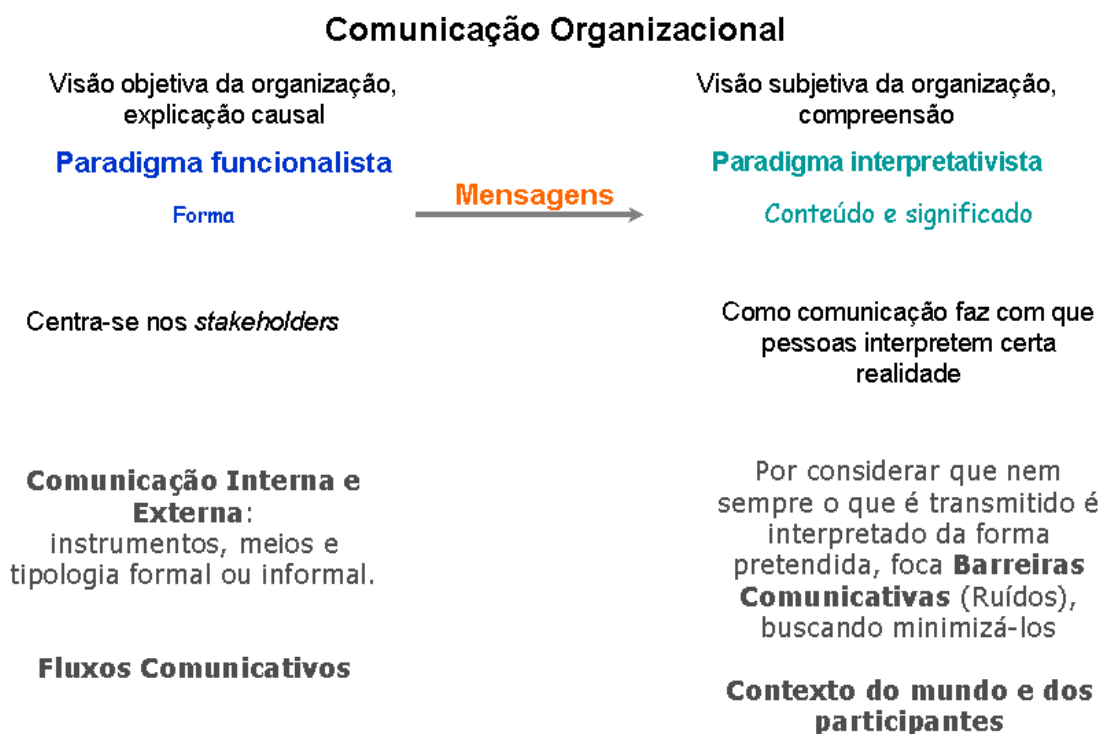 Comunicação Organizacional
Visão objetiva da organização,
explicação causal
Paradigma funcionalista
Forma
Mensagens
Visão subjetiva da organização,
compreensão
Paradigma interpretativista
Conteúdo e significado
Centra-se nos stakeholders
Como comunicação faz com que
pessoas interpretem certa
realidade
Comunicação Interna e
Externa:
instrumentos, meios e
tipologia formal ou informal.
Fluxos Comunicativos
Por considerar que nem
sempre o que é transmitido é
interpretado da forma
pretendida, foca Barreiras
Comunicativas (Ruídos),
buscando minimizá-los
Contexto do mundo e dos
participantes